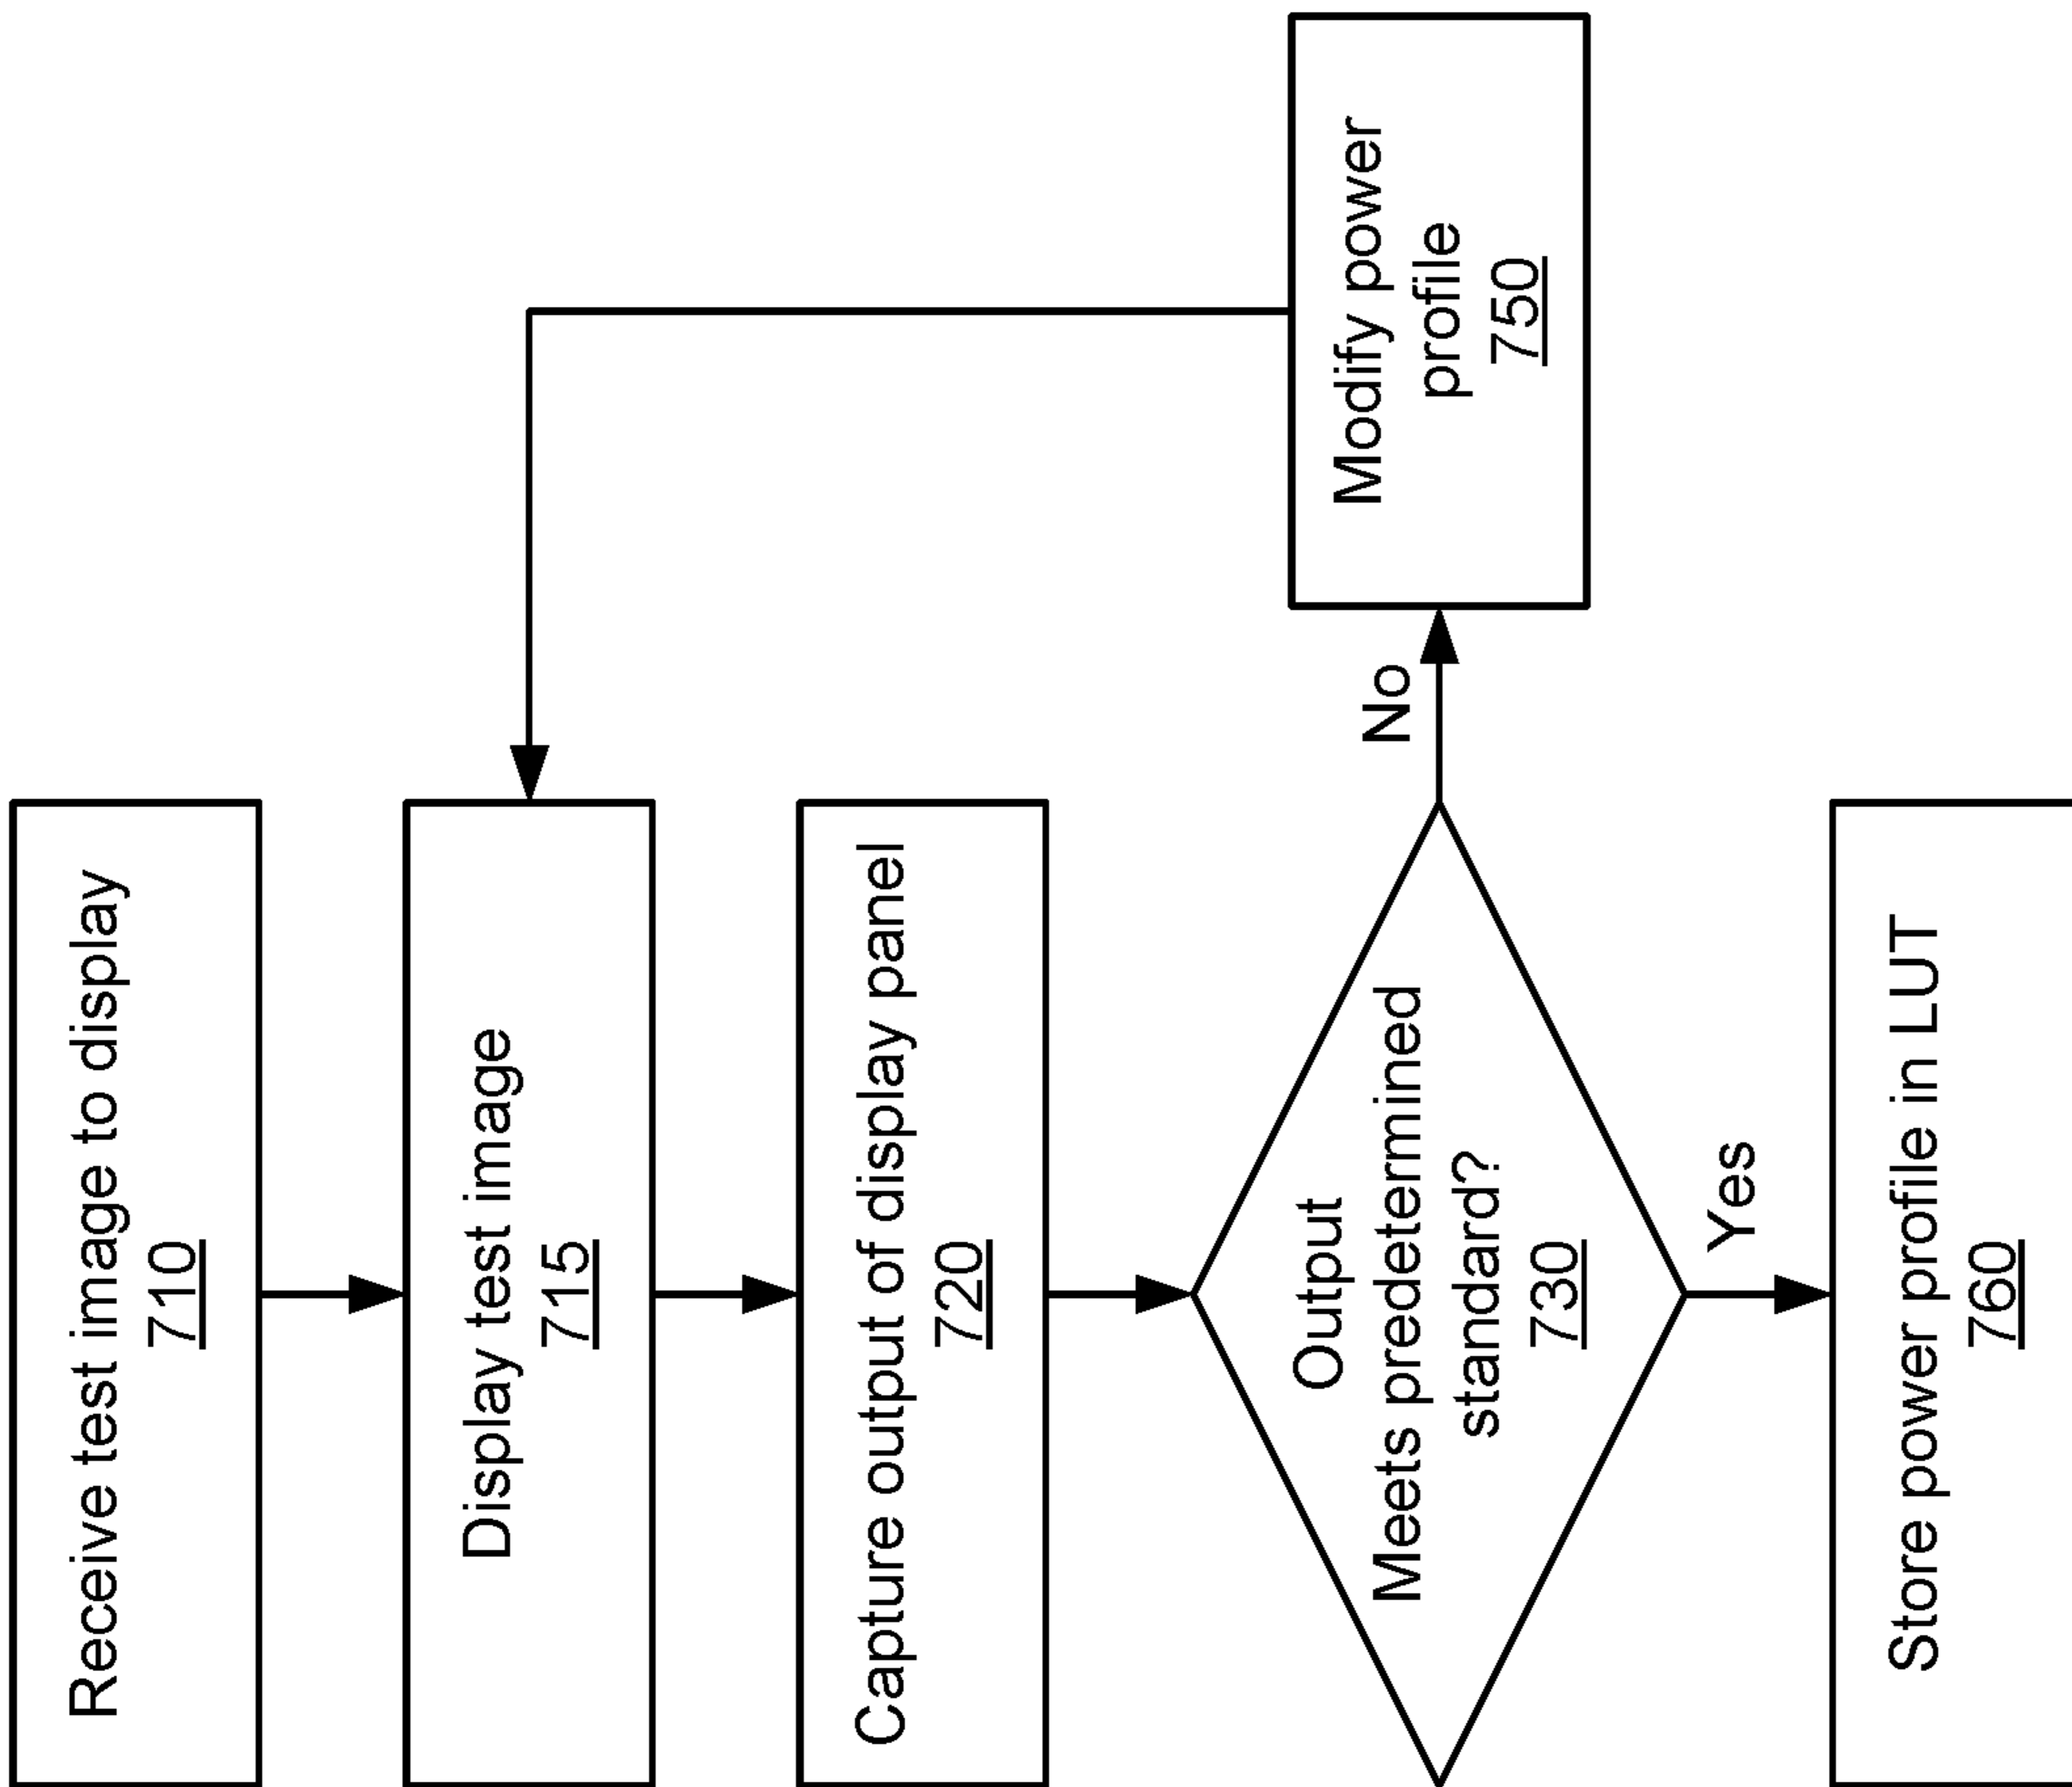 Receive test image to display
710
Display test image
715
Capture output of display panel
720
Output
Meets predetermined
standard?
730
No
Modify power
profile
750
Yes
Store power profile in LUT
760